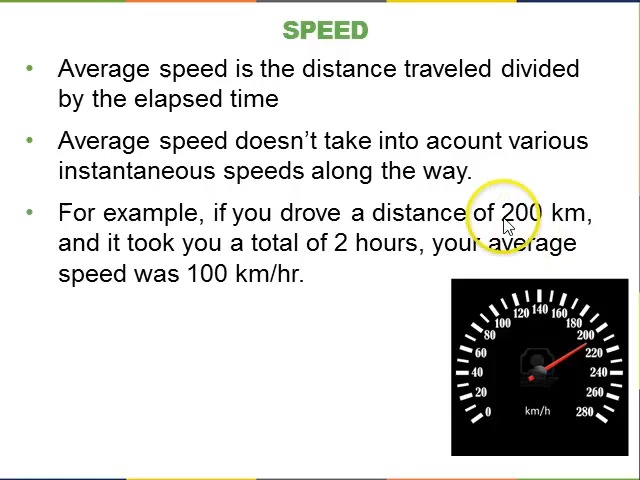 SPEED
• Average speed is the distance traveled divided
by the elapsed time
• Average speed doesn’t take into acount various
instantaneous speeds along the way.
• For example, if you drove a distance of 200 km,
and it took you a total of 2 hours, your average
speed was 100 km/hr.
0
20
40
60
80
100
120
140
160
180
200
220
240
260
280
km/h